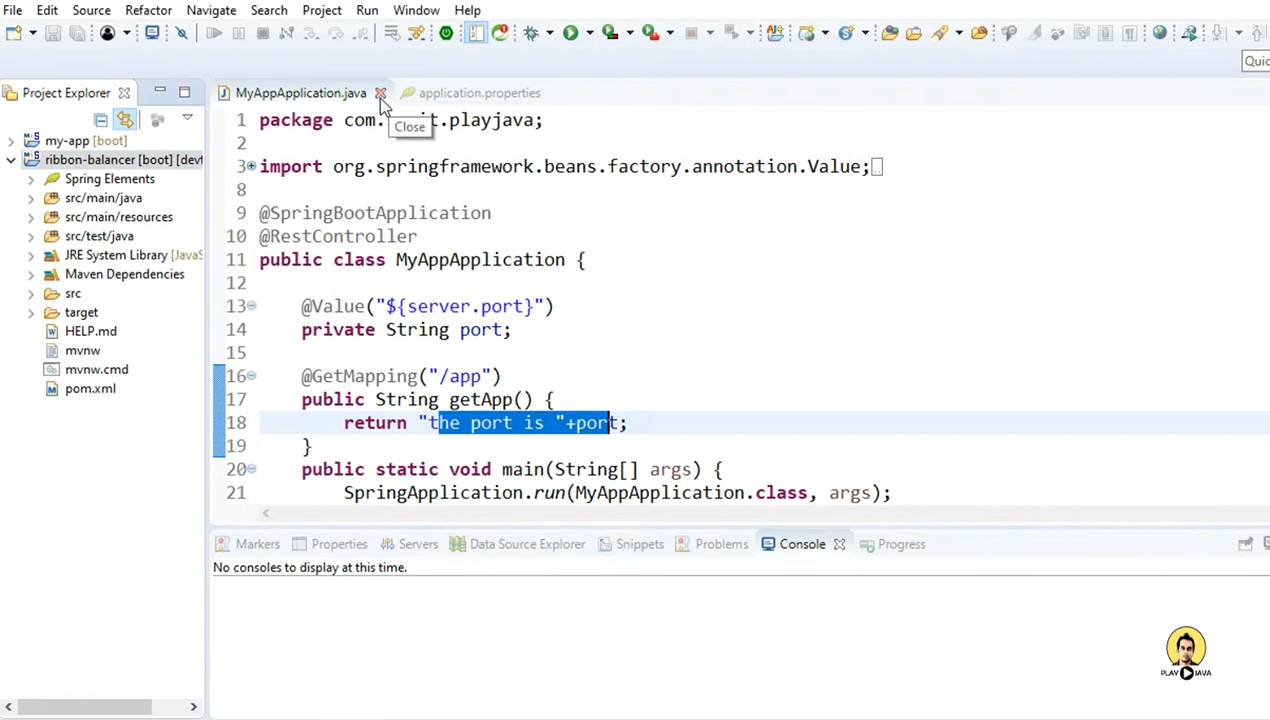 File Edit Source Refactor Navigate Search Project Run Window Help
Quic
Project Explorer
MyAppApplication.java application.properties
Close
my-app [boot]
ribbon-balancer [boot] [devt
Spring Elements
src/main/java
src/main/resources
src/test/java
JRE System Library [JavaS
Maven Dependencies
src
target
HELP.md
mvnw
mvnw.cmd
pom.xml
1 package com. t.playjava;
2
3 import org.springframework.beans.factory.annotation.Value;
8
9 @SpringBootApplication
10 @RestController
11 public class MyAppApplication {
12
13 @Value("${server.port}")
14 private String port;
15
16 @GetMapping("/app")
17 public String getApp() {
18 return "the port is "+port;
19 }
20 public static void main(String[] args) {
21 SpringApplication.run(MyAppApplication.class, args);
Markers Properties Servers Data Source Explorer Snippets Problems Console Progress
No consoles to display at this time.
PLAY JAVA